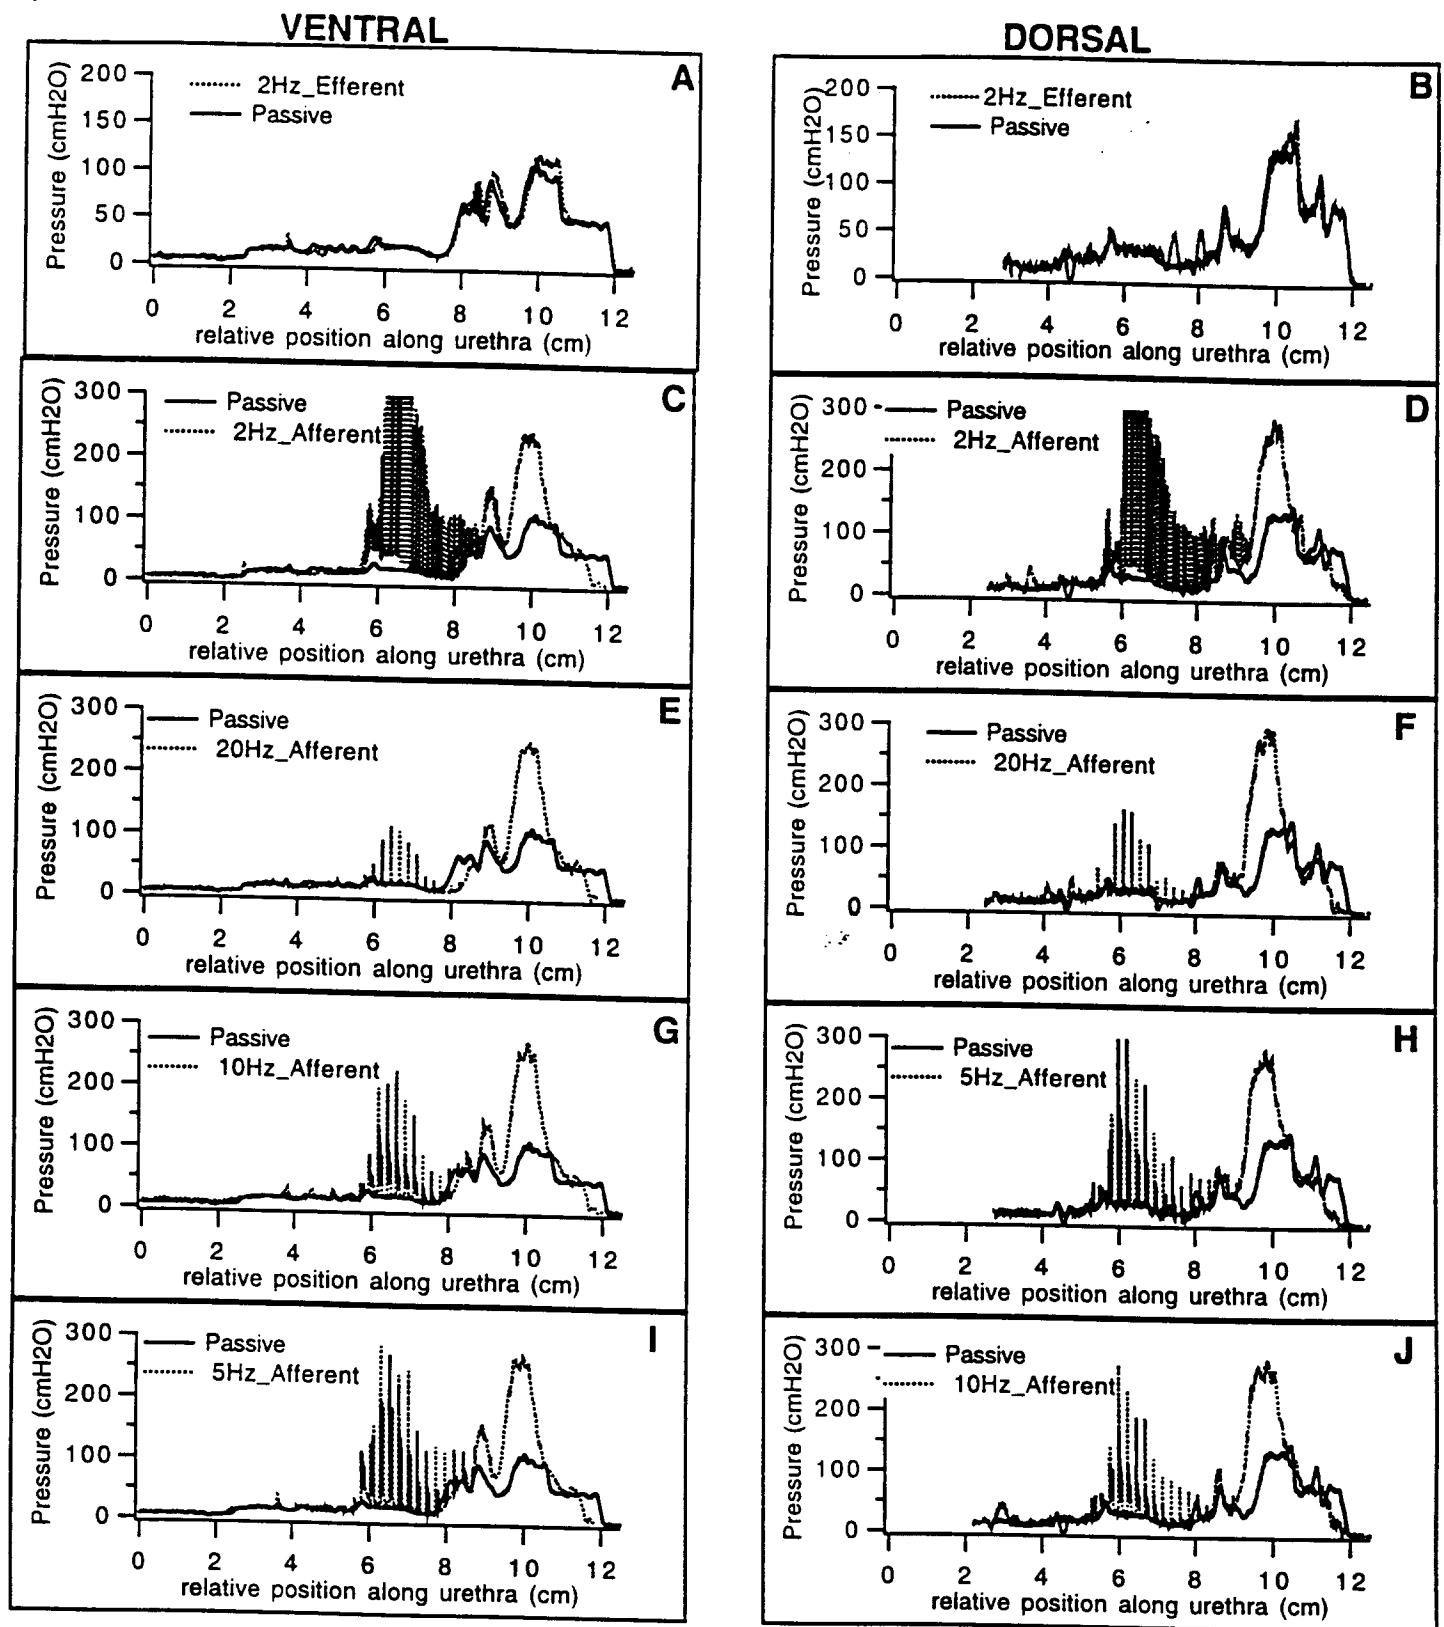 VENTRAL
DORSAL
A
Pressure (cmH2O)
200
150
100
50
0
2Hz_Efferent
Passive
0 2 4 6 8 10 12
relative position along urethra (cm)
B
Pressure (cmH2O)
200
150
100
50
0
2Hz_Efferent
Passive
0 2 4 6 8 10 12
relative position along urethra (cm)
C
Pressure (cmH2O)
300
200
100
0
Passive
2Hz_Afferent
0 2 4 6 8 10 12
relative position along urethra (cm)
D
Pressure (cmH2O)
300
200
100
0
Passive
2Hz_Afferent
0 2 4 6 8 10 12
relative position along urethra (cm)
E
Pressure (cmH2O)
300
200
100
0
Passive
20Hz_Afferent
0 2 4 6 8 10 12
relative position along urethra (cm)
F
Pressure (cmH2O)
300
200
100
0
Passive
20Hz_Afferent
0 2 4 6 8 10 12
relative position along urethra (cm)
G
Pressure (cmH2O)
300
200
100
0
Passive
10Hz_Afferent
0 2 4 6 8 10 12
relative position along urethra (cm)
H
Pressure (cmH2O)
300
200
100
0
Passive
5Hz_Afferent
0 2 4 6 8 10 12
relative position along urethra (cm)
I
Pressure (cmH2O)
300
200
100
0
Passive
5Hz_Afferent
0 2 4 6 8 10 12
relative position along urethra (cm)
J
Pressure (cmH2O)
300
200
100
0
Passive
10Hz_Afferent
0 2 4 6 8 10 12
relative position along urethra (cm)